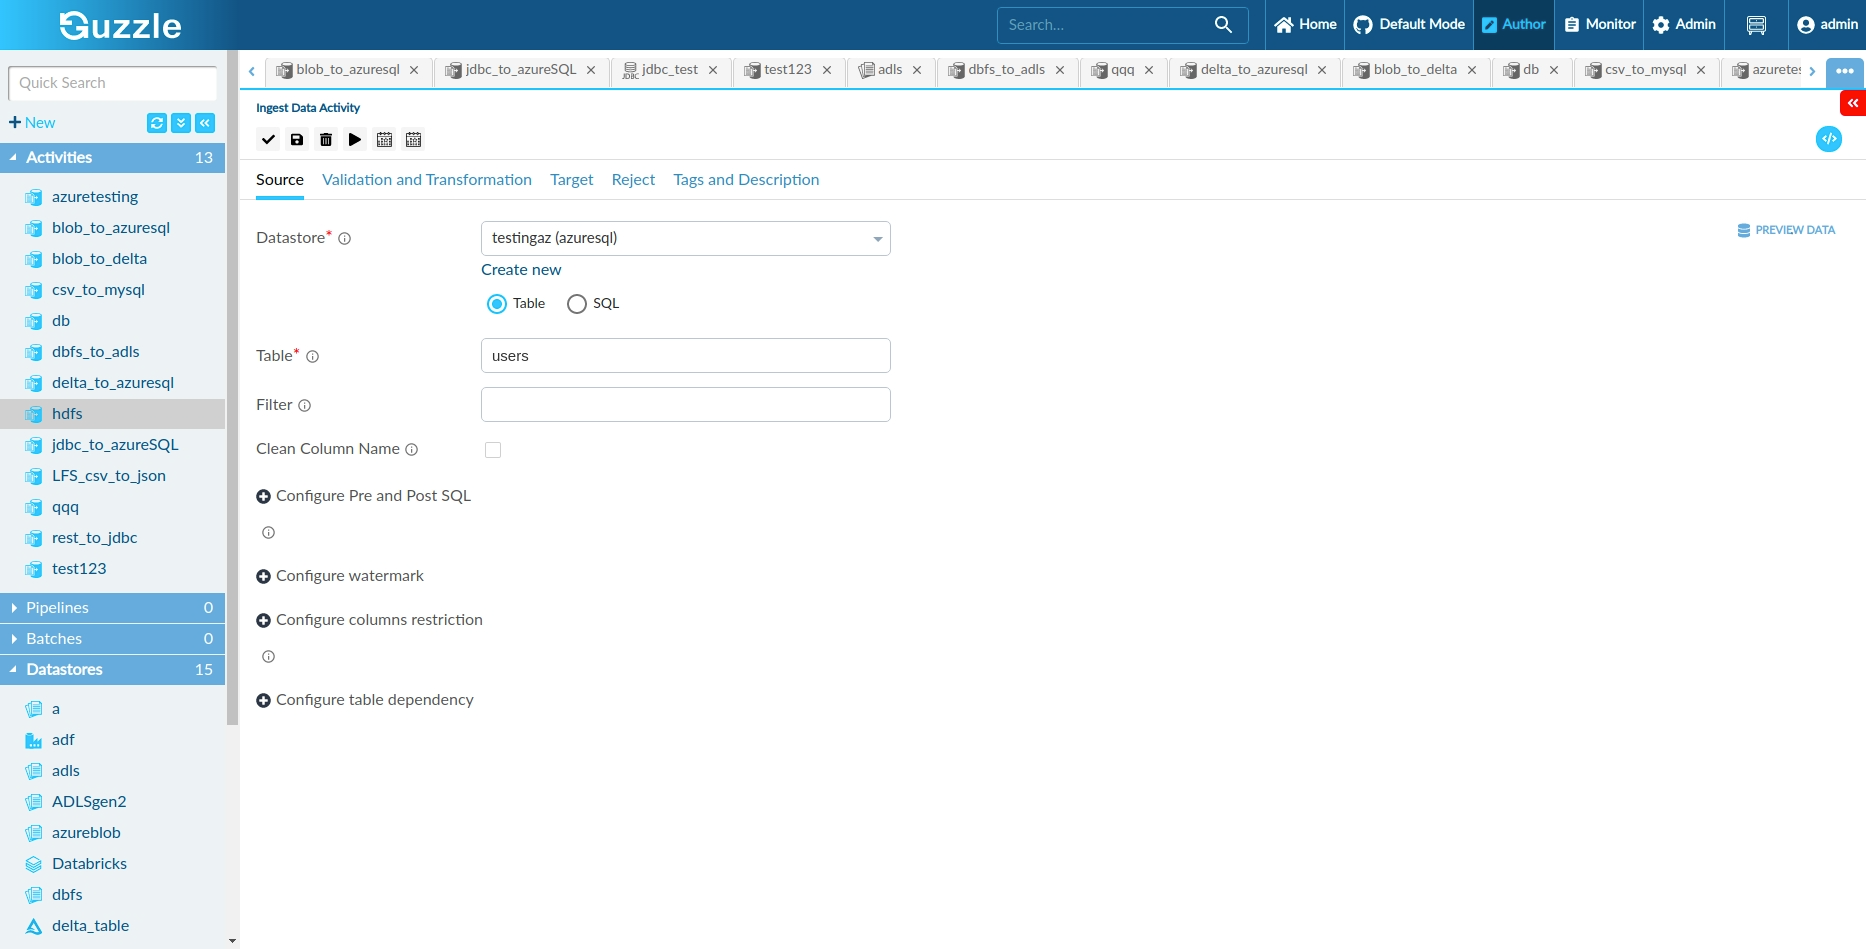 Guzzle
Search...
Home
Default Mode
Author
Monitor
Admin
admin
Quick Search
New
Activities 13
azuretesting
blob_to_azuresql
blob_to_delta
csv_to_mysql
db
dbfs_to_adls
delta_to_azuresql
hdfs
jdbc_to_azureSQL
LFS_csv_to_json
qqq
rest_to_jdbc
test123
Pipelines 0
Batches 0
Datastores 15
a
adf
adls
ADLSgen2
azureblob
Databricks
dbfs
delta_table
blob_to_azuresql
jdbc_to_azureSQL
JDBC jdbc_test
test123
adls
dbfs_to_adls
qqq
delta_to_azuresql
blob_to_delta
db
csv_to_mysql
azuretes
Ingest Data Activity
Source Validation and Transformation Target Reject Tags and Description
Datastore* testingaz (azuresql)
PREVIEW DATA
Create new
Table SQL
Table* users
Filter
Clean Column Name
Configure Pre and Post SQL
Configure watermark
Configure columns restriction
Configure table dependency